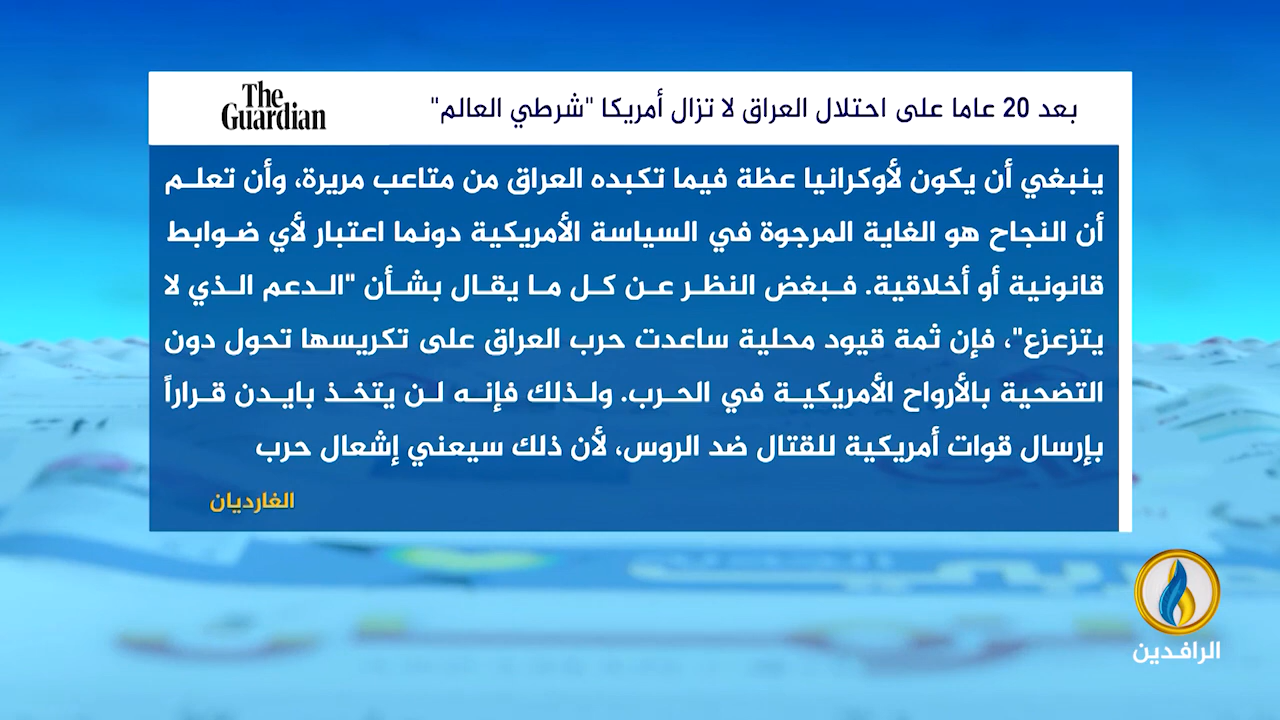 The
Guardian
بعد 20 عاما على احتلال العراق لا تزال أمريكا "شرطي العالم"
ينبغي أن يكون لأوكرانيا عظة فيما تكبده العراق من متاعب مريرة، وأن تعلم
أن النجاح هو الغاية المرجوة في السياسة الأمريكية دونما اعتبار لأي ضوابط
قانونية أو أخلاقية. فبغض النظر عن كل ما يقال بشأن "الدعم الذي لا
يتزعزع"، فإن ثمة قيود محلية ساعدت حرب العراق على تكريسها تحول دون
التضحية بالأرواح الأمريكية في الحرب. ولذلك فإنه لن يتخذ بايدن قراراً
بإرسال قوات أمريكية للقتال ضد الروس، لأن ذلك سيعني إشعال حرب
الغارديان
الرافدين